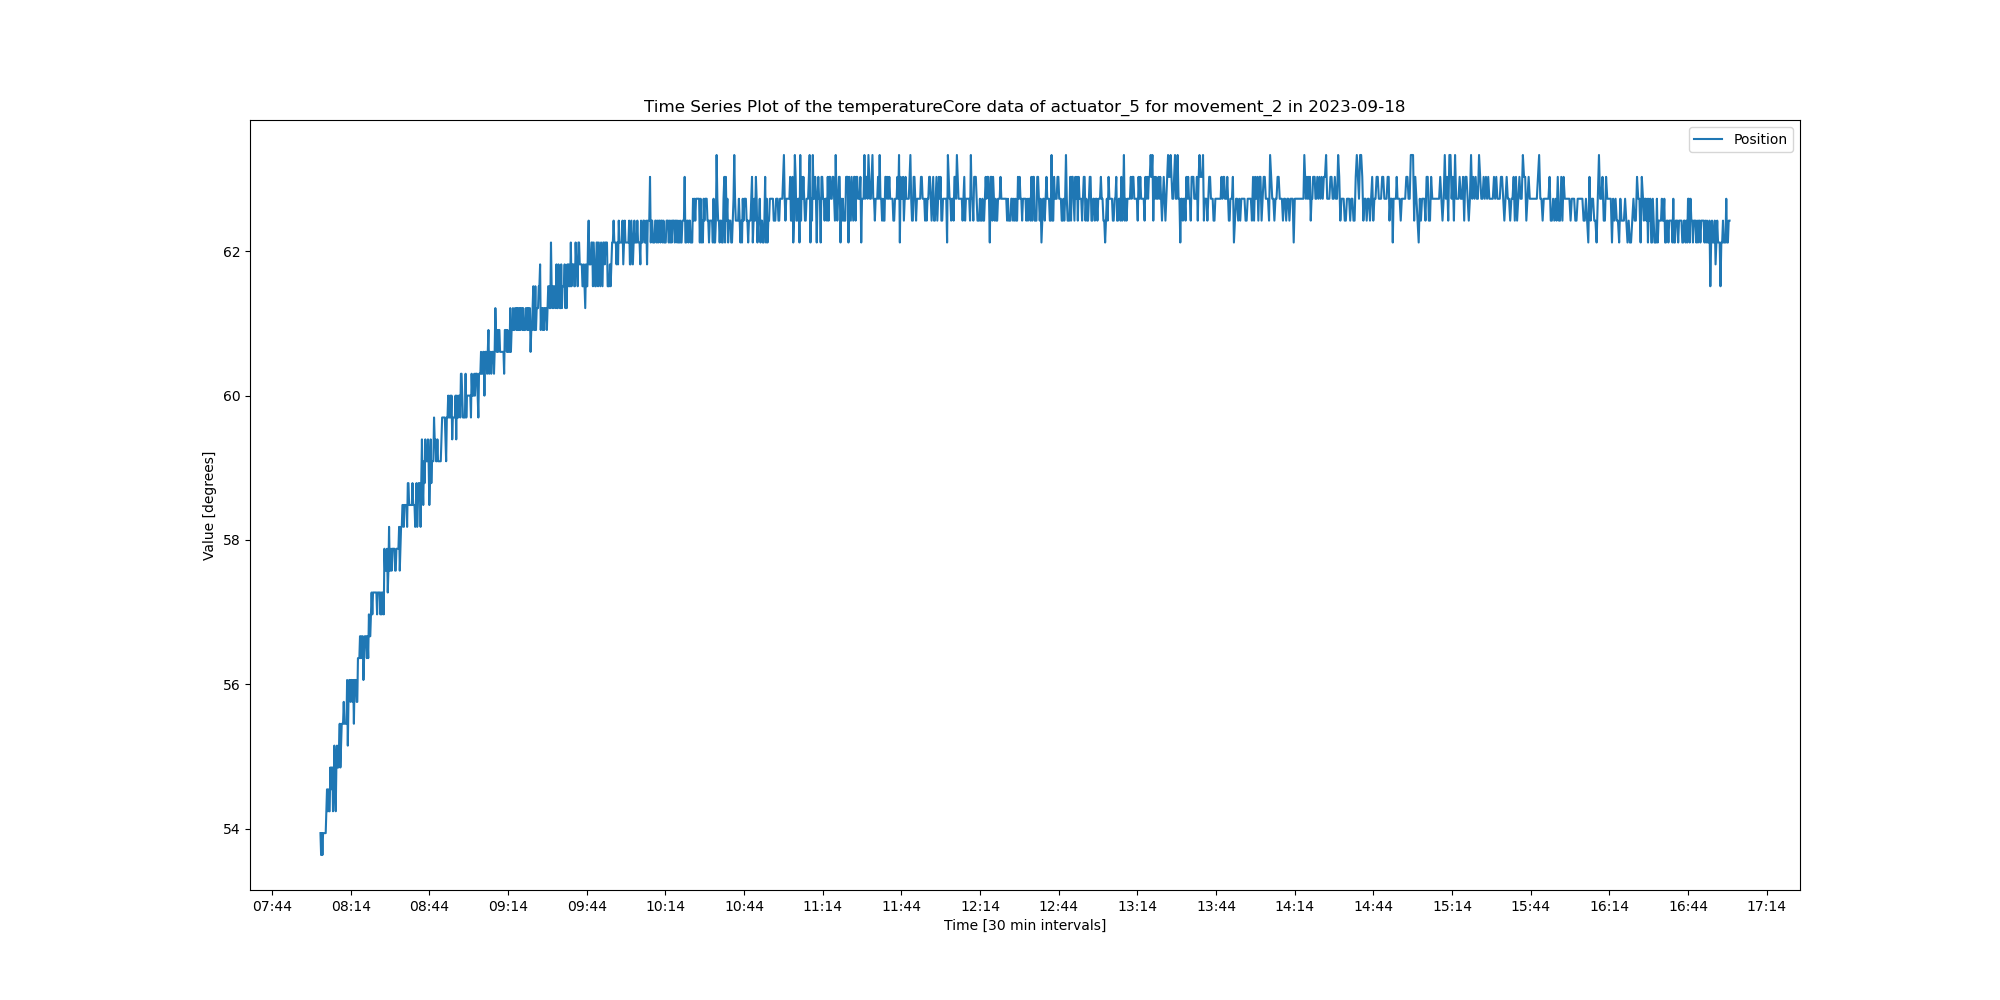 Time Series Plot of the temperatureCore data of actuator_5 for movement_2 in 2023-09-18
Position
Value [degrees]
62
60
58
56
54
07:44 08:14 08:44 09:14 09:44 10:14 10:44 11:14 11:44 12:14 12:44 13:14 13:44 14:14 14:44 15:14 15:44 16:14 16:44 17:14
Time [30 min intervals]